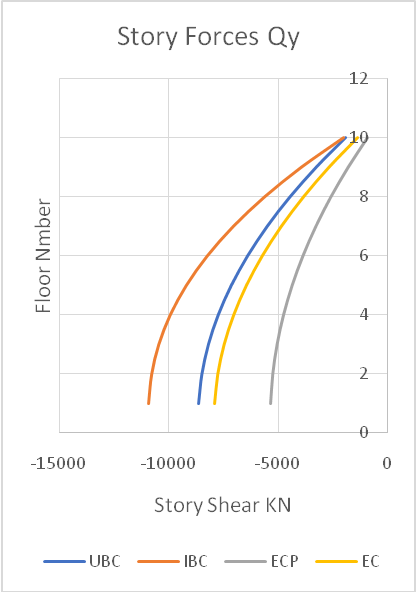 Story Forces Qy
12
10
8
6
4
2
0
-15000 -10000 -5000 0
Floor Nmber
Story Shear KN
UBC IBC ECP EC